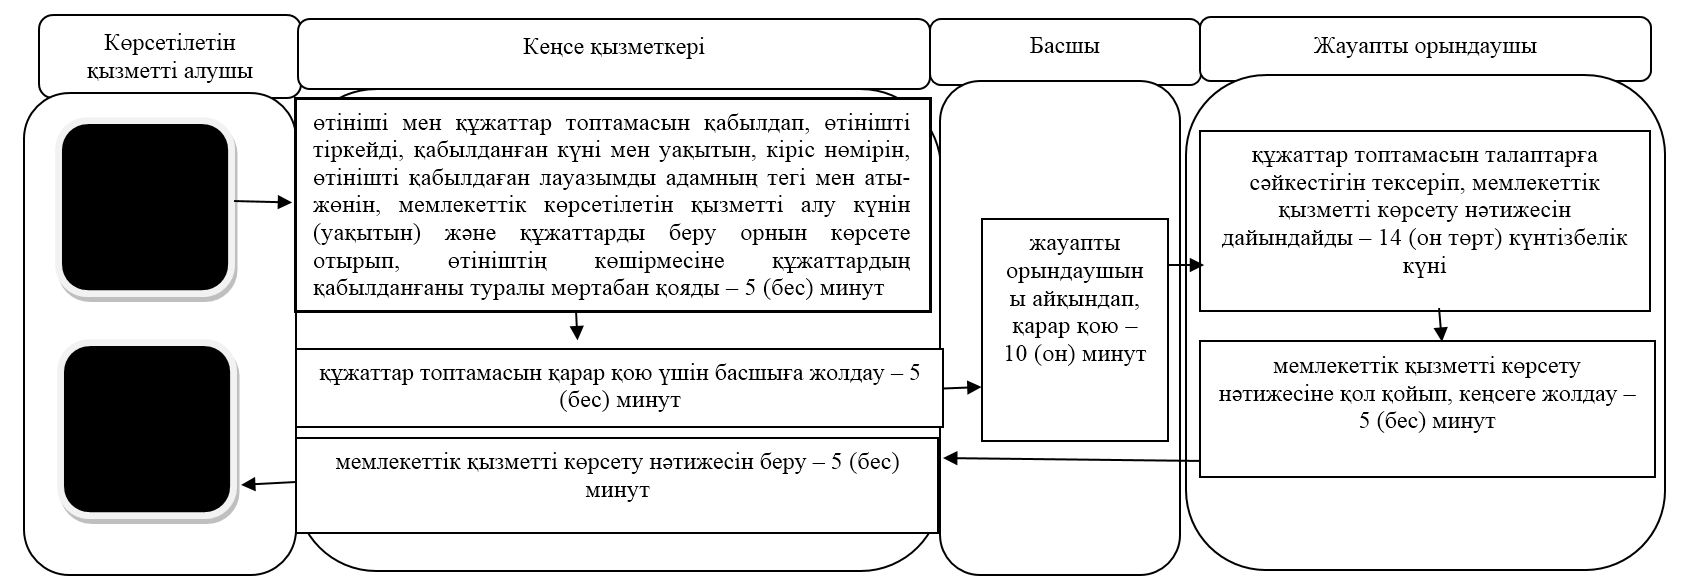 Көрсетілетін
қызметті алушы
Кеңсе қызметкері
Басшы
Жауапты орындаушы
өтініші мен құжаттар топтамасын қабылдап, өтінішті
тіркейді, қабылданған күні мен уақытын, кіріс нөмірін,
өтінішті қабылдаған лауазымды адамның тегі мен аты-
жөнін, мемлекеттік көрсетілетін қызметті алу күнін
(уақытын) және құжаттарды беру орнын көрсете
отырып, өтініштің көшірмесіне құжаттардың
қабылданғаны туралы мөртабан қояды – 5 (бес) минут
құжаттар топтамасын қарар қою үшін басшыға жолдау – 5
(бес) минут
мемлекеттік қызметті көрсету нәтижесін беру – 5 (бес)
минут
жауапты
орындаушын
ы айқындап,
қарар қою –
10 (он) минут
құжаттар топтамасын талаптарға
сәйкестігін тексеріп, мемлекеттік
қызметті көрсету нәтижесін
дайындайды – 14 (он төрт) күнтізбелік
күні
мемлекеттік қызметті көрсету
нәтижесіне қол қойып, кеңсеге жолдау –
5 (бес) минут